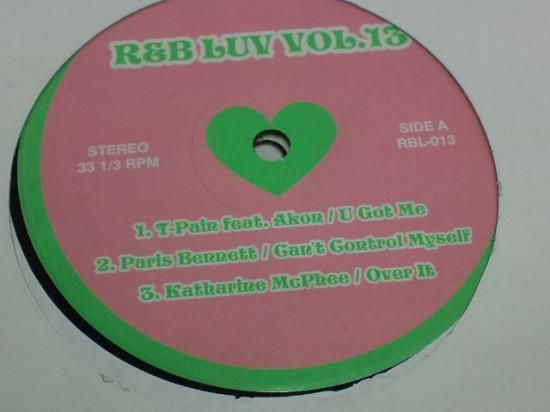 R&B LUV VOL.13
STEREO
33 1/3 RPM
SIDE A
RBL-013
1. T-Pain feat. Akon / U Got Me
2. Paris Bennett / Can't Control Myself
3. Katharine McPhee / Over It